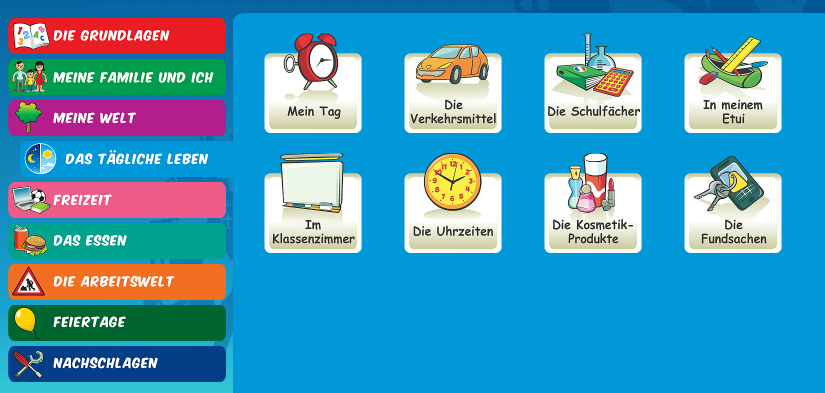 DIE GRUNDLAGEN
MEINE FAMILIE UND ICH
MEINE WELT
DAS TÄGLICHE LEBEN
FREIZEIT
DAS ESSEN
DIE ARBEITSWELT
FEIERTAGE
NACHSCHLAGEN
Mein Tag
Die
Verkehrsmittel
Die Schulfächer
In meinem
Etui
Im
Klassenzimmer
Die Uhrzeiten
Die Kosmetik-
Produkte
Die
Fundsachen